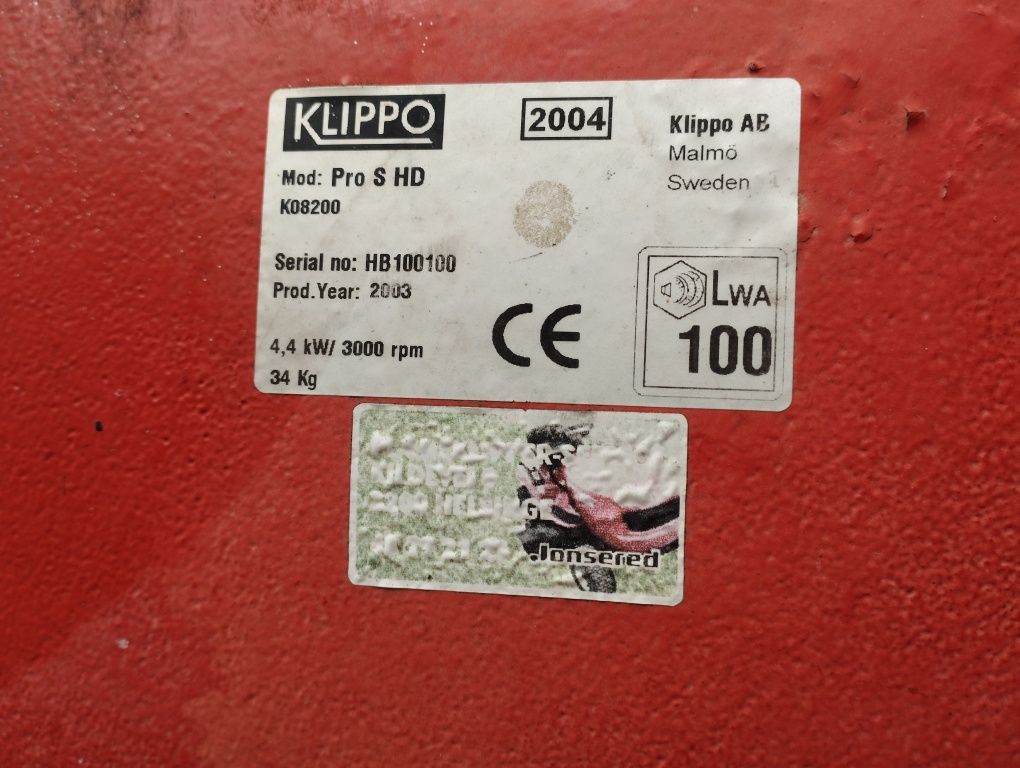 KLIPPO
2004
Klippo AB
Malmö
Sweden
Mod: Pro S HD
K08200
Serial no: HB100100
Prod.Year: 2003
4,4 kW/ 3000 rpm
34 Kg
CE
LWA
100
Jonsered